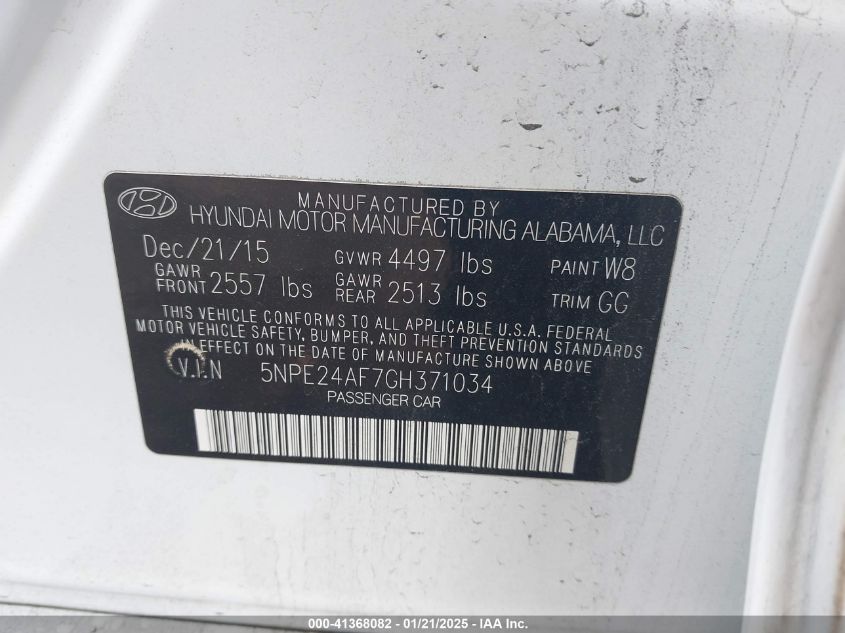 MANUFACTURED BY
HYUNDAI MOTOR MANUFACTURING ALABAMA, LLC
Dec/21/15 GVWR 4497 lbs PAINT W8
GAWR FRONT 2557 lbs GAWR REAR 2513 lbs TRIM GG
THIS VEHICLE CONFORMS TO ALL APPLICABLE U.S.A. FEDERAL
MOTOR VEHICLE SAFETY, BUMPER, AND THEFT PREVENTION STANDARDS
IN EFFECT ON THE DATE OF MANUFACTURE SHOWN ABOVE
V.I.N 5NPE24AF7GH371034
PASSENGER CAR
000-41368082 — 01/21/2025 — IAA Inc.